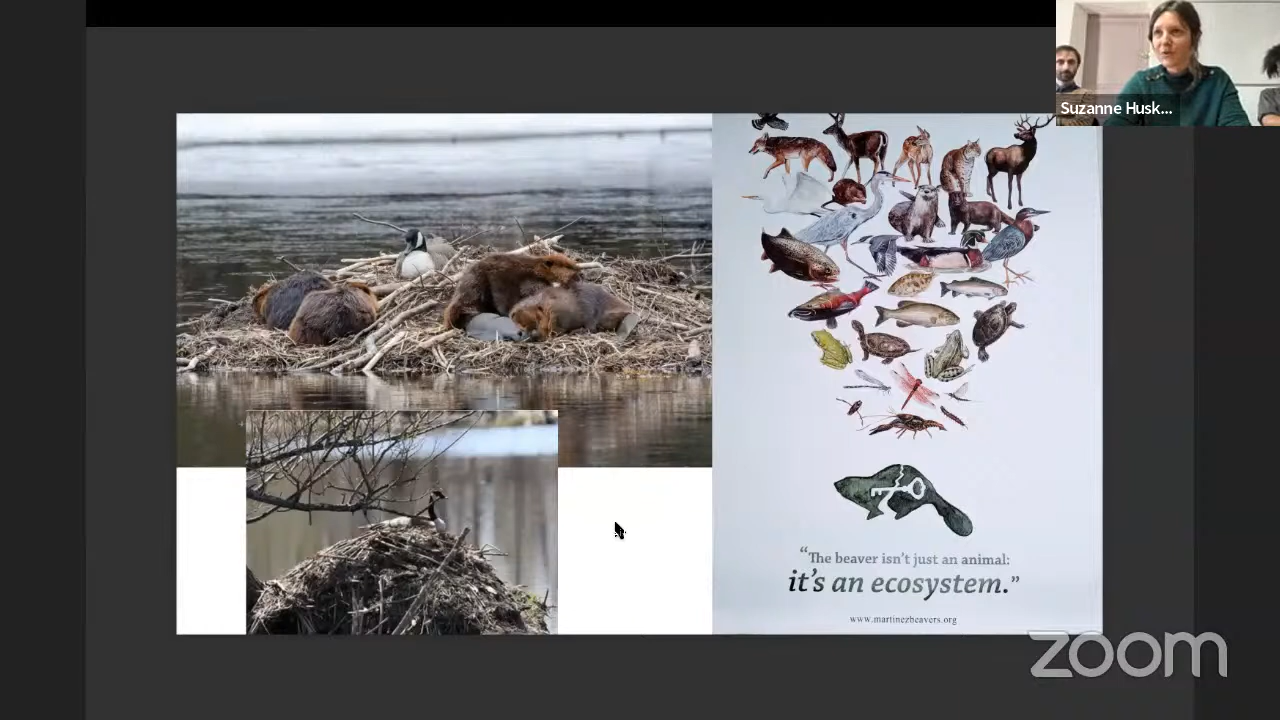 Suzanne Husk...
“The beaver isn't just an animal:
it's an ecosystem.”
www.martinezbeavers.org
zoom